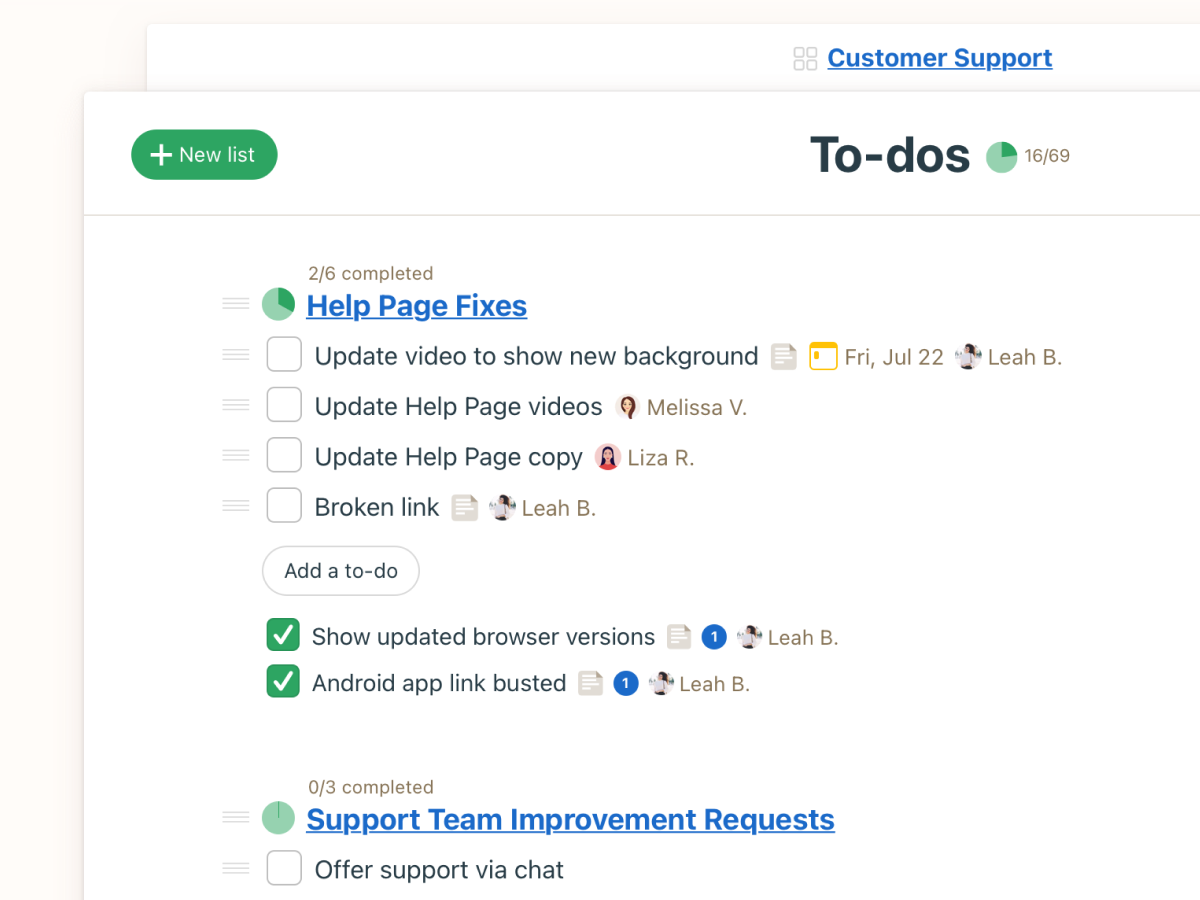 Customer Support
New list
To-dos 16/69
2/6 completed
Help Page Fixes
Update video to show new background Fri, Jul 22 Leah B.
Update Help Page videos Melissa V.
Update Help Page copy Liza R.
Broken link Leah B.
Add a to-do
Show updated browser versions 1 Leah B.
Android app link busted 1 Leah B.
0/3 completed
Support Team Improvement Requests
Offer support via chat